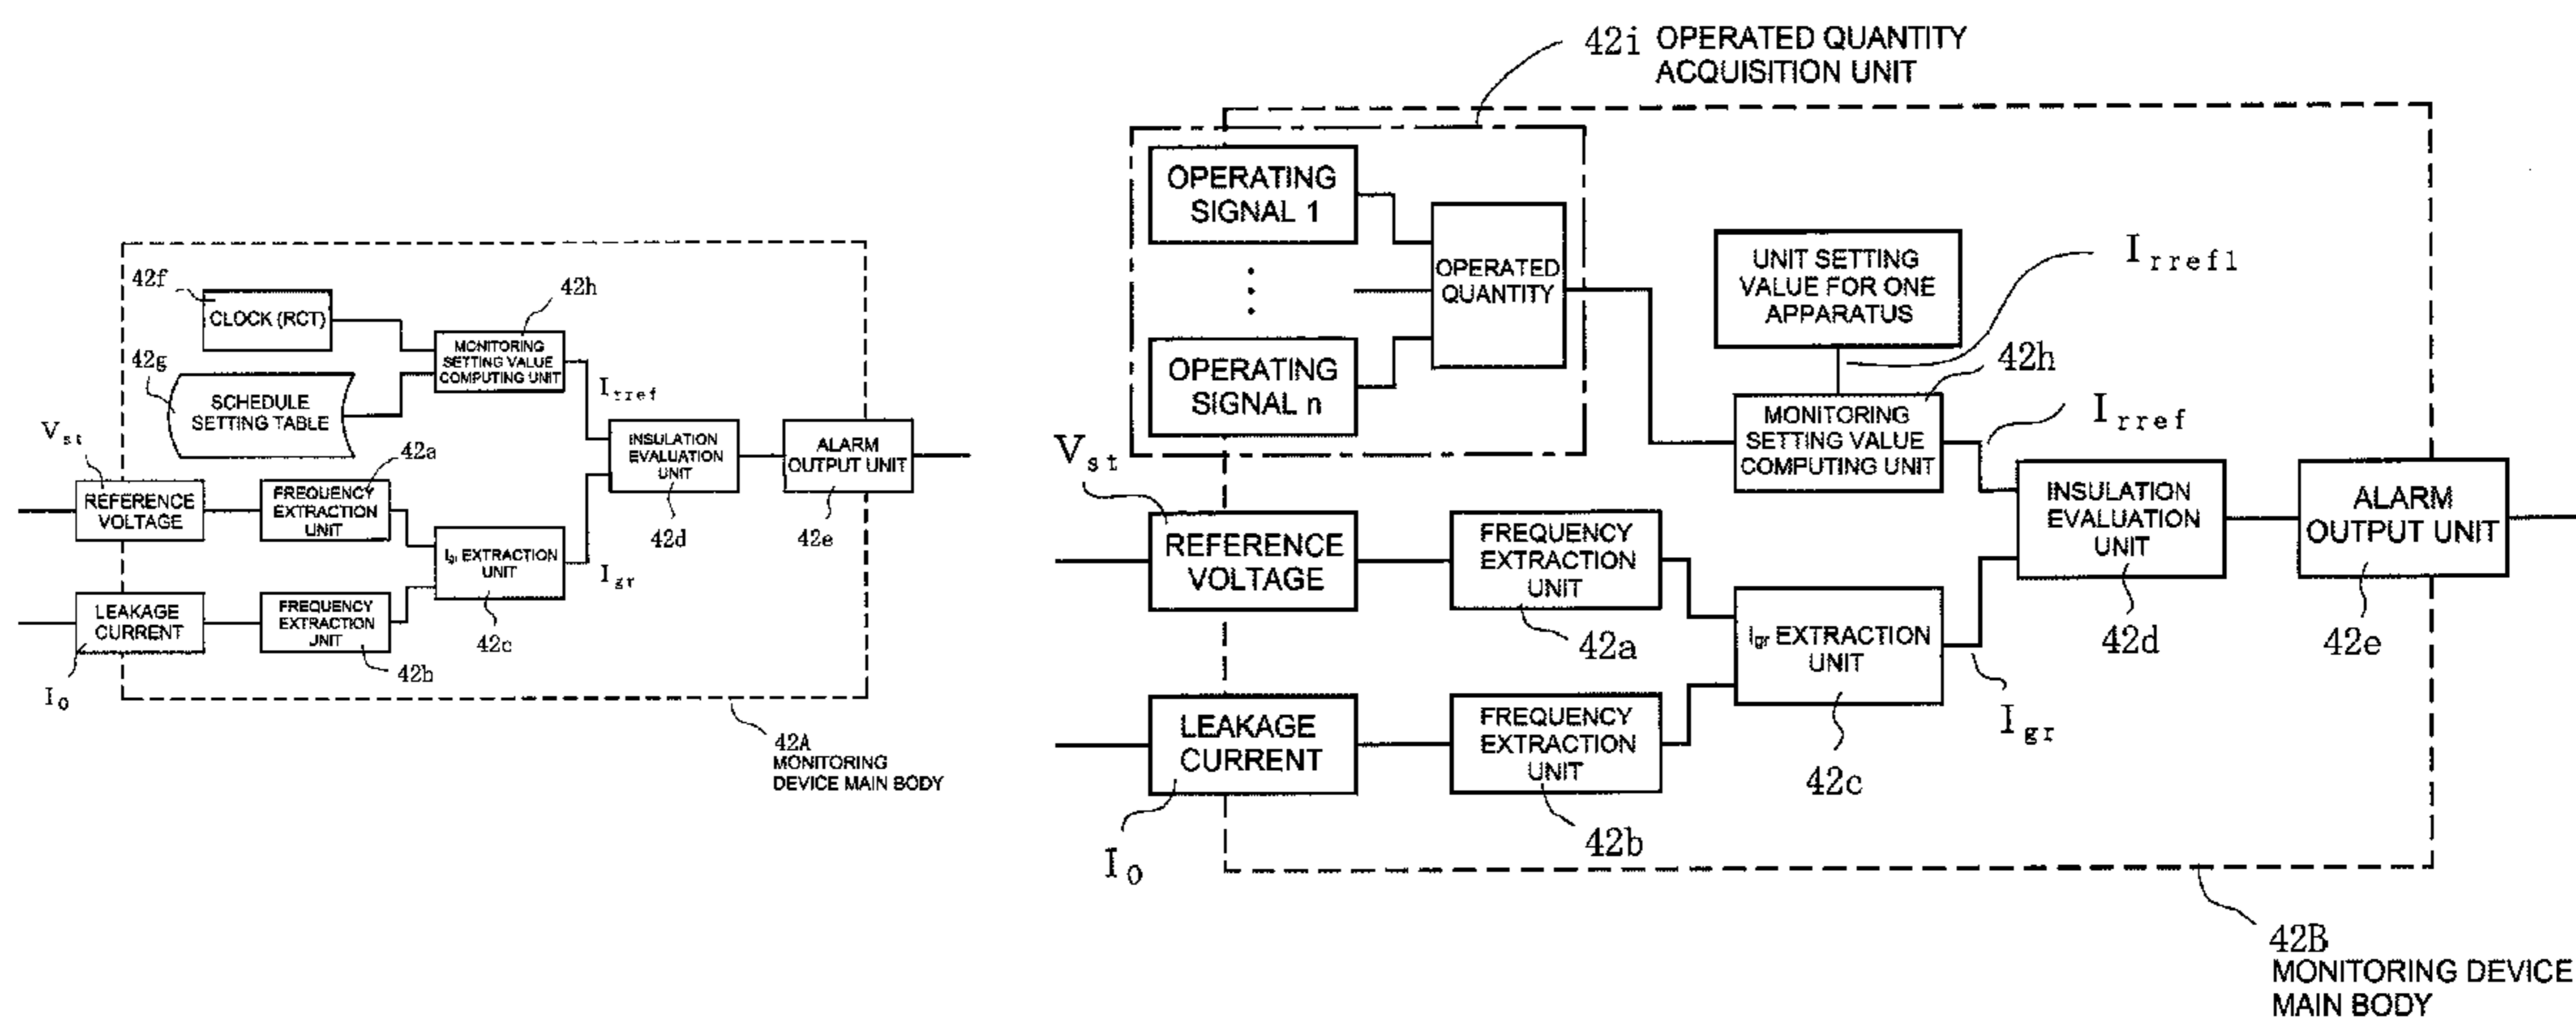 42f
CLOCK (RCT)
42g
SCHEDULE
SETTING TABLE
42h
MONITORING
SETTING VALUE
COMPUTING UNIT
Irref
Vst
REFERENCE
VOLTAGE
42a
FREQUENCY
EXTRACTION
UNIT
INSULATION
EVALUATION
UNIT
42d
ALARM
OUTPUT UNIT
42e
Igr EXTRACTION
UNIT
42c
Igr
LEAKAGE
CURRENT
I0
FREQUENCY
EXTRACTION
UNIT
42b
42A
MONITORING
DEVICE MAIN BODY
42i OPERATED QUANTITY
ACQUISITION UNIT
OPERATING
SIGNAL 1
OPERATED
QUANTITY
OPERATING
SIGNAL n
UNIT SETTING
VALUE FOR ONE
APPARATUS
Irref1
42h
MONITORING
SETTING VALUE
COMPUTING UNIT
Irref
Vst
REFERENCE
VOLTAGE
FREQUENCY
EXTRACTION
UNIT
42a
INSULATION
EVALUATION
UNIT
42d
ALARM
OUTPUT UNIT
42e
Igr EXTRACTION
UNIT
42c
Igr
LEAKAGE
CURRENT
I0
FREQUENCY
EXTRACTION
UNIT
42b
42B
MONITORING DEVICE
MAIN BODY